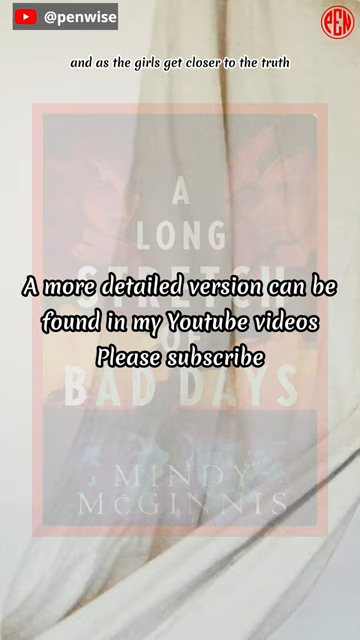 @penwise
PEN
and as the girls get closer to the truth
A
LONG
STRETCH
OF
BAD DAYS
A more detailed version can be
found in my Youtube videos
Please subscribe
MINDY
McGINNIS